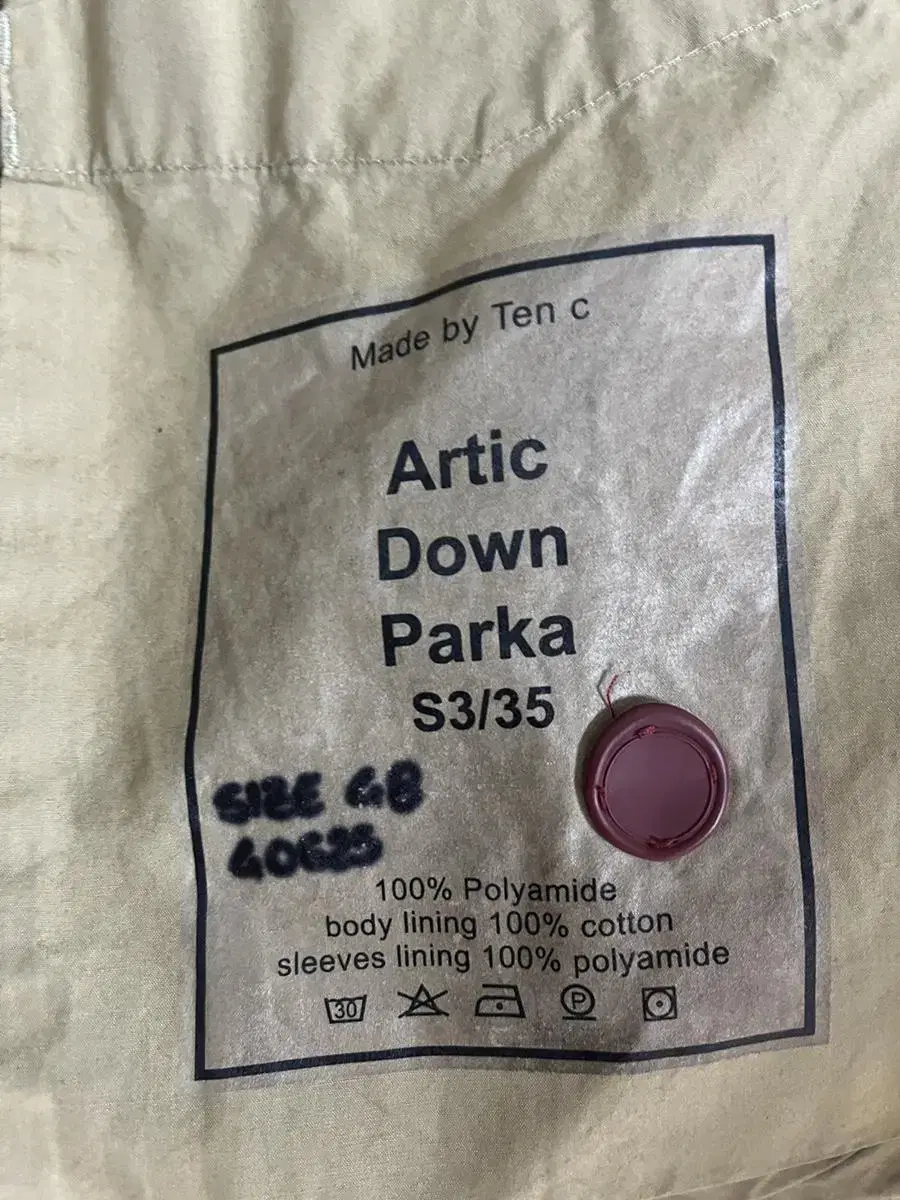 Made by Ten c
Artic
Down
Parka
S3/35
SIZE 48
100% Polyamide
body lining 100% cotton
sleeves lining 100% polyamide
30
P